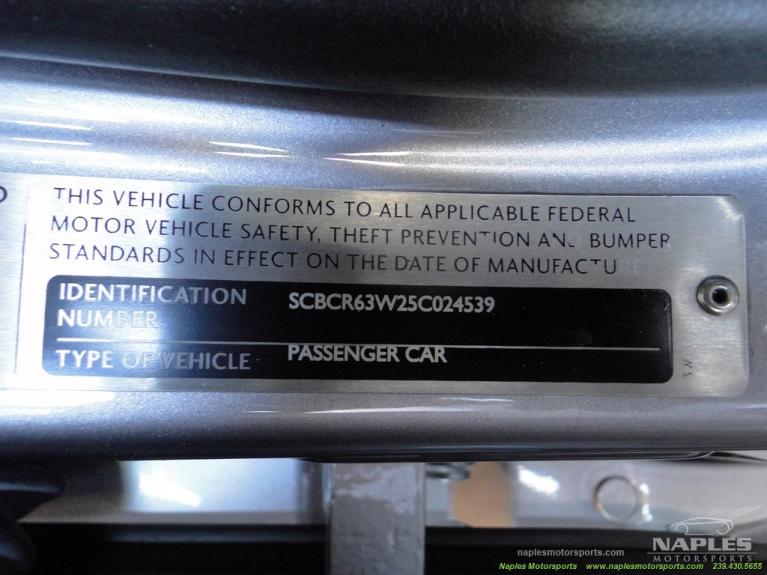 THIS VEHICLE CONFORMS TO ALL APPLICABLE FEDERAL
MOTOR VEHICLE SAFETY, THEFT PREVENTION AND BUMPER
STANDARDS IN EFFECT ON THE DATE OF MANUFACTURE
IDENTIFICATION NUMBER SCBCR63W25C024539
TYPE OF VEHICLE PASSENGER CAR
naplesmotorsports.com
NAPLES
MOTORSPORTS
Naples Motorsports www.naplesmotorsports.com 239.430.5655